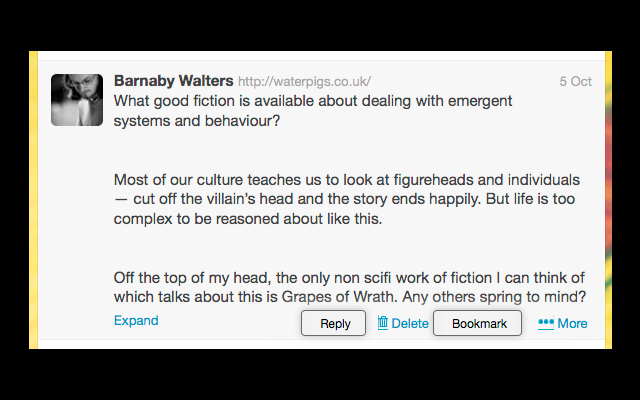 Barnaby Walters http://waterpigs.co.uk/ 5 Oct
What good fiction is available about dealing with emergent
systems and behaviour?
Most of our culture teaches us to look at figureheads and individuals
— cut off the villain's head and the story ends happily. But life is too
complex to be reasoned about like this.
Off the top of my head, the only non scifi work of fiction I can think of
which talks about this is Grapes of Wrath. Any others spring to mind?
Expand Reply Delete Bookmark More